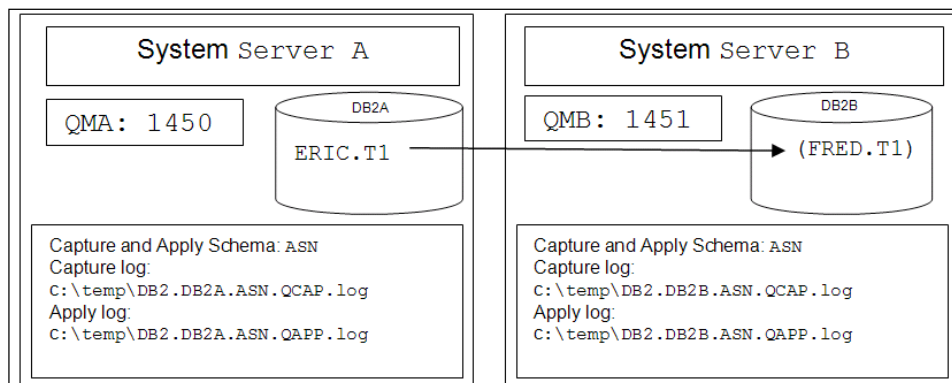 System Server A
QMA: 1450
DB2A
ERIC.T1
Capture and Apply Schema: ASN
Capture log:
C:\temp\DB2.DB2A.ASN.QCAP.log
Apply log:
C:\temp\DB2.DB2A.ASN.QAPP.log
System Server B
QMB: 1451
DB2B
(FRED.T1)
Capture and Apply Schema: ASN
Capture log:
C:\temp\DB2.DB2B.ASN.QCAP.log
Apply log:
C:\temp\DB2.DB2B.ASN.QAPP.log